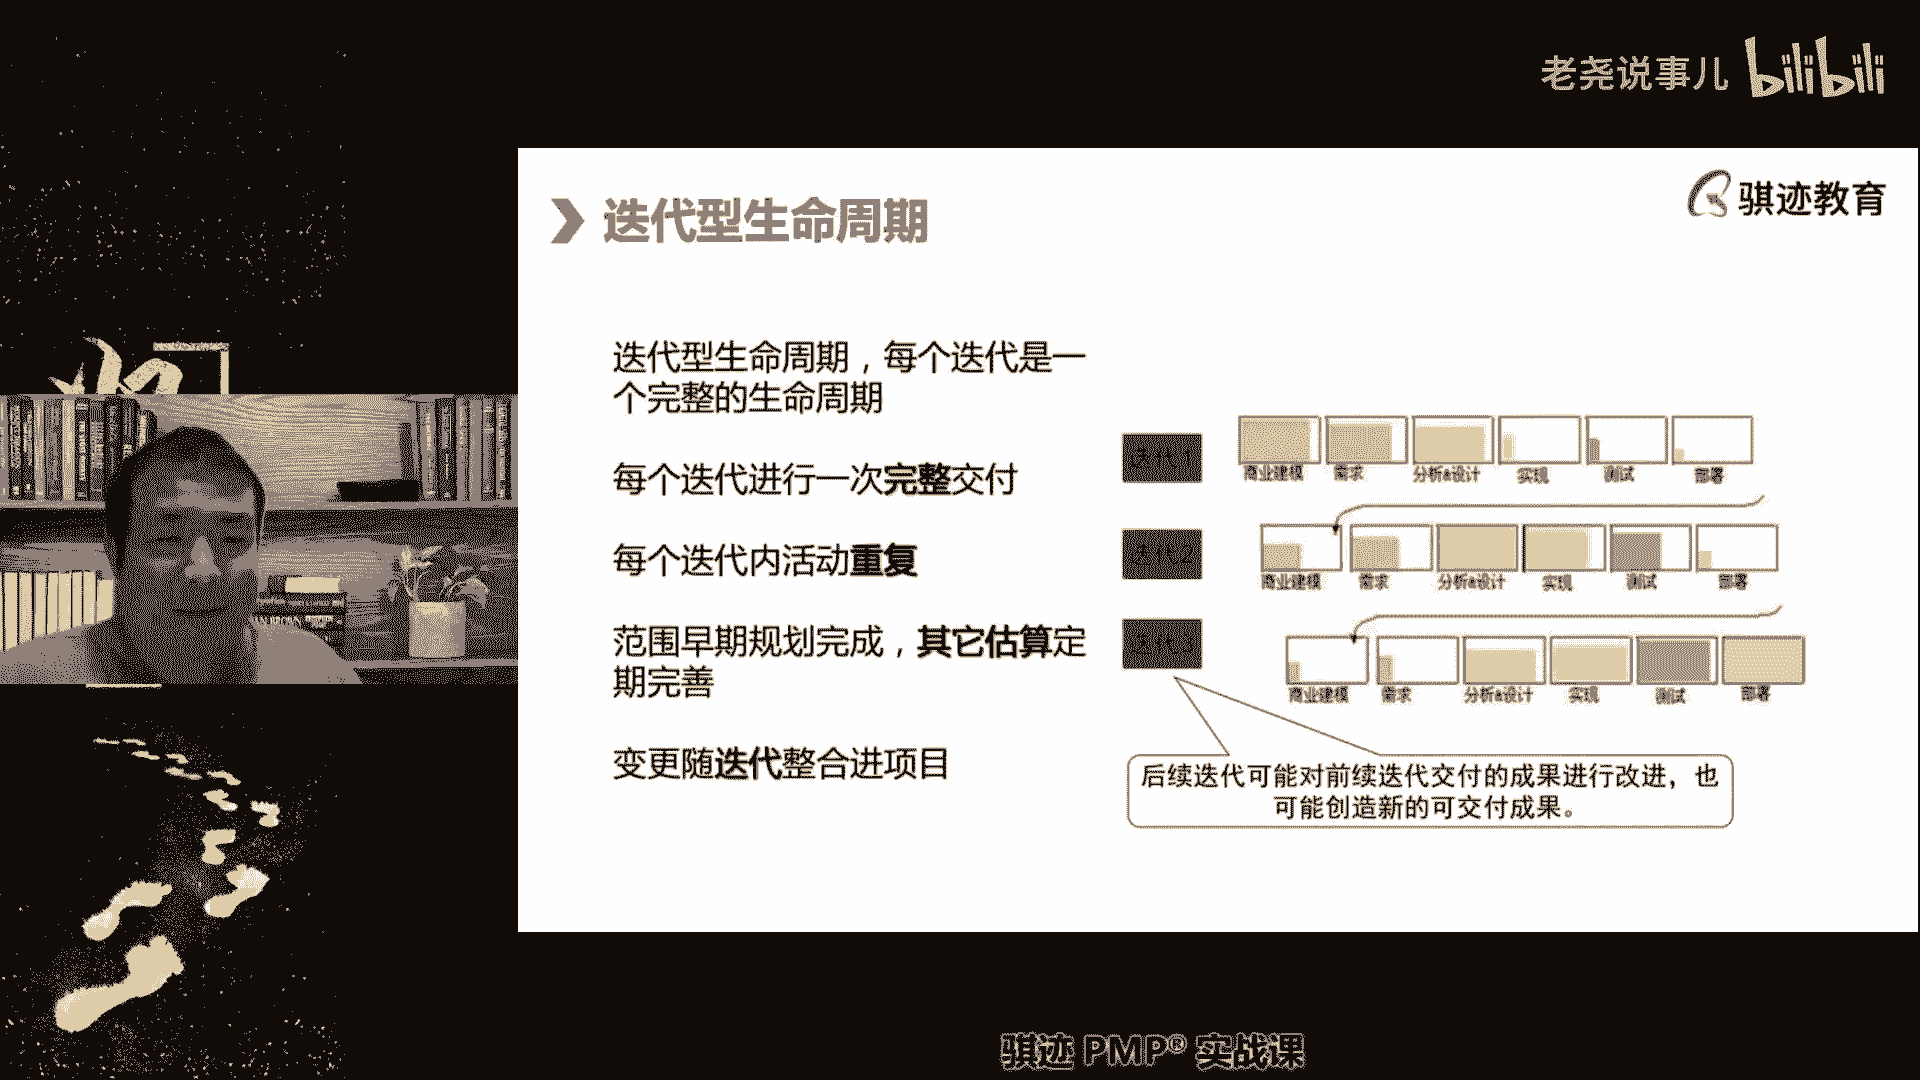 老尧说事儿 bilibili
骐迹教育
迭代型生命周期
迭代型生命周期，每个迭代是一
个完整的生命周期
每个迭代进行一次完整交付
每个迭代内活动重复
范围早期规划完成，其它估算定
期完善
变更随迭代整合进项目
迭代1
商业建模 需求 分析&设计 实现 测试 部署
迭代2
商业建模 需求 分析&设计 实现 测试 部署
迭代3
商业建模 需求 分析&设计 实现 测试 部署
后续迭代可能对前续迭代交付的成果进行改进，也
可能创造新的可交付成果。
骐迹 PMP® 实战课